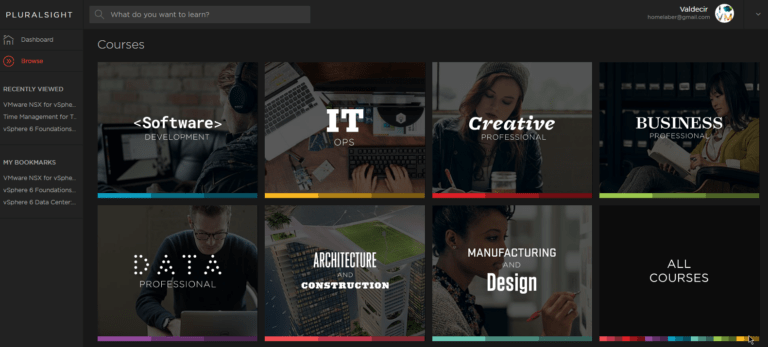 PLURALSIGHT
What do you want to learn?
Valdecir
homelaber@gmail.com
Dashboard
Browse
RECENTLY VIEWED
VMware NSX for vSphe...
Time Management for T...
vSphere 6 Foundations...
MY BOOKMARKS
VMware NSX for vSphe...
vSphere 6 Foundations...
vSphere 6 Data Center...
Courses
<Software>
DEVELOPMENT
IT
OPS
Creative
PROFESSIONAL
BUSINESS
PROFESSIONAL
DATA
PROFESSIONAL
ARCHITECTURE
AND
CONSTRUCTION
MANUFACTURING
AND
Design
ALL
COURSES